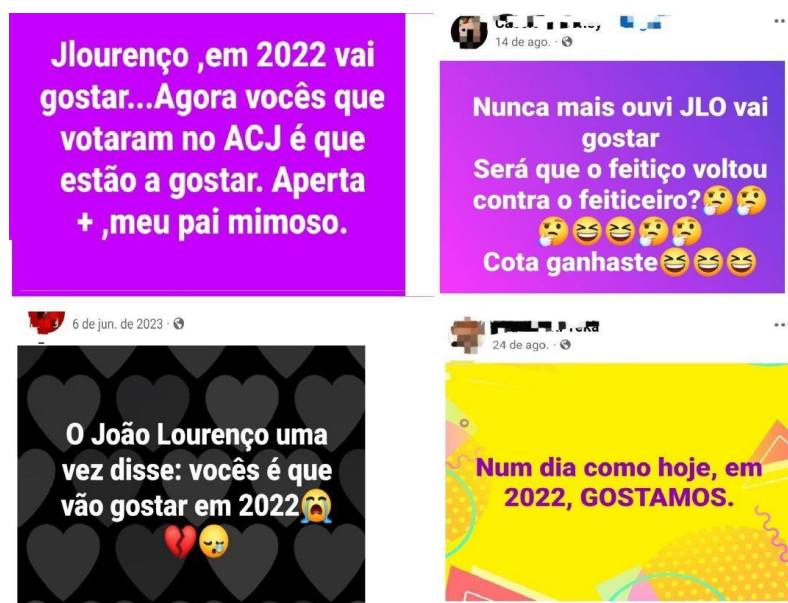 Jlourenço ,em 2022 vai
gostar...Agora vocês que
votaram no ACJ é que
estão a gostar. Aperta
+ ,meu pai mimoso.
14 de ago.
Nunca mais ouvi JLO vai
gostar
Será que o feitiço voltou
contra o feiticeiro?🤔🤔
🤔😆😆🤔🤔
Cota ganhaste😆😆😆
6 de jun. de 2023
O João Lourenço uma
vez disse: vocês é que
vão gostar em 2022😭
💔😥
24 de ago.
Num dia como hoje, em
2022, GOSTAMOS.